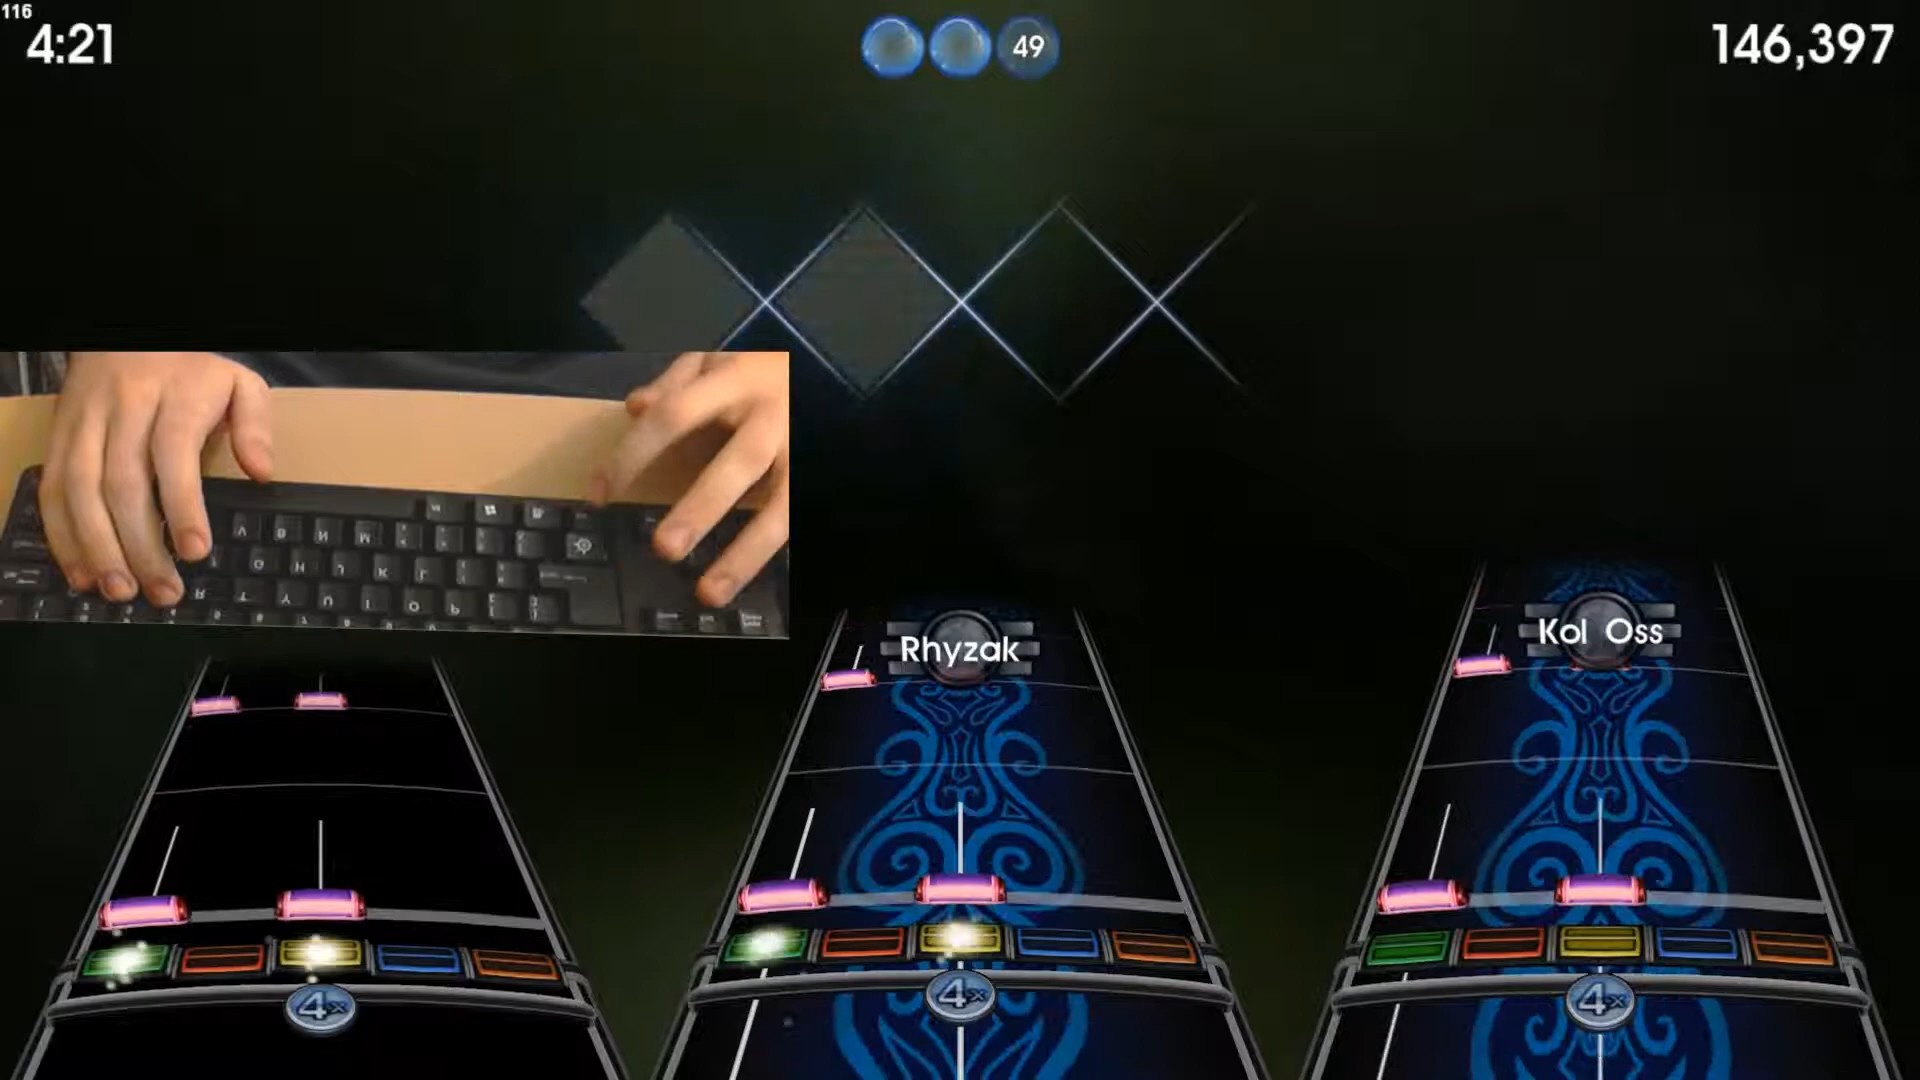 116
4:21
49
146,397
Rhyzak
Kol Oss
4x
4x
4x
V B N M
G H J K L
R T Y U I O P